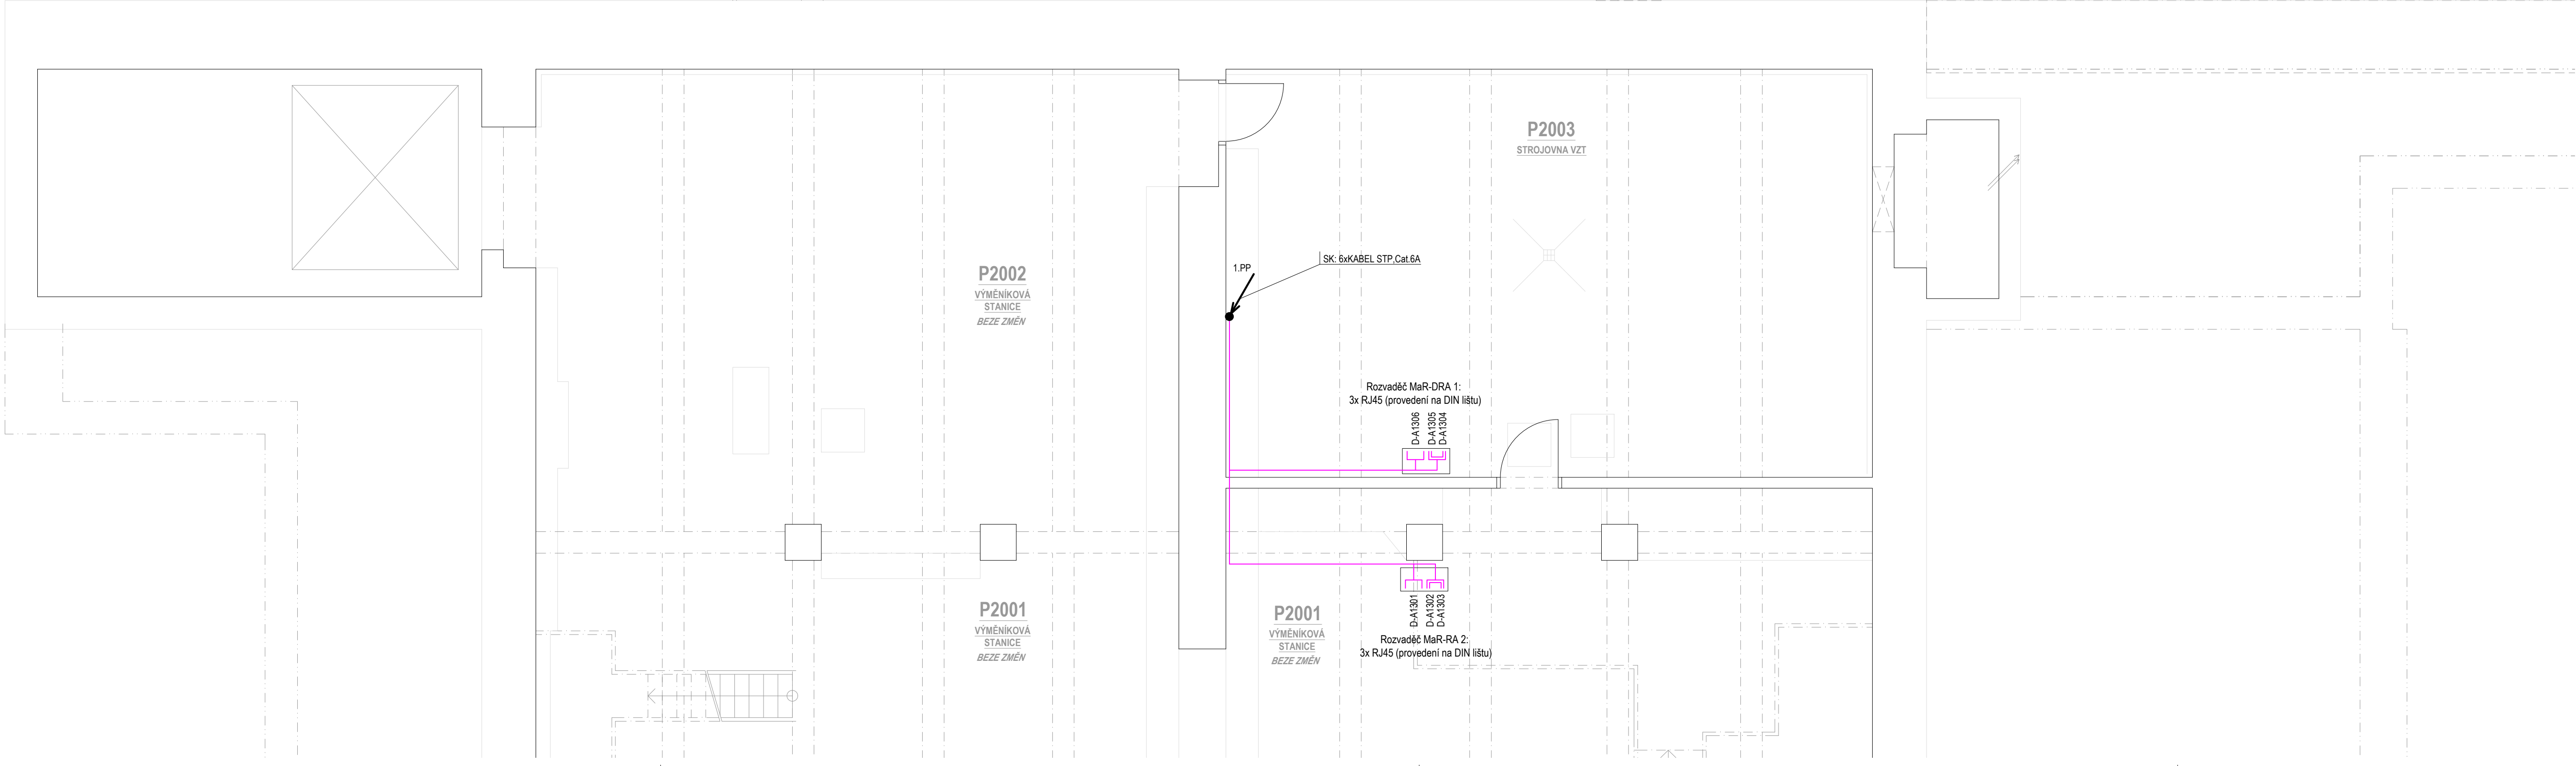 P2003
STROJOVNA VZT
P2002
VÝMĚNÍKOVÁ
STANICE
BEZE ZMĚN
1.PP
SK: 6xKABEL STP,Cat.6A
Rozvaděč MaR-DRA 1:
3x RJ45 (provedení na DIN lištu)
D-A1306
D-A1305
D-A1304
P2001
VÝMĚNÍKOVÁ
STANICE
BEZE ZMĚN
P2001
VÝMĚNÍKOVÁ
STANICE
BEZE ZMĚN
D-A1301
D-A1302
D-A1303
Rozvaděč MaR-RA 2:
3x RJ45 (provedení na DIN lištu)